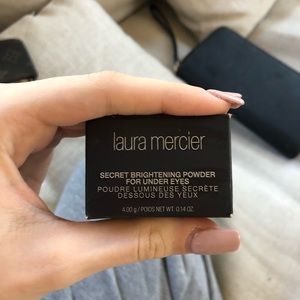 laura mercier
SECRET BRIGHTENING POWDER
FOR UNDER EYES
POUDRE LUMINEUSE SECRÈTE
DESSOUS DES YEUX
4.00 g / POIDS NET WT. 0.14 OZ.